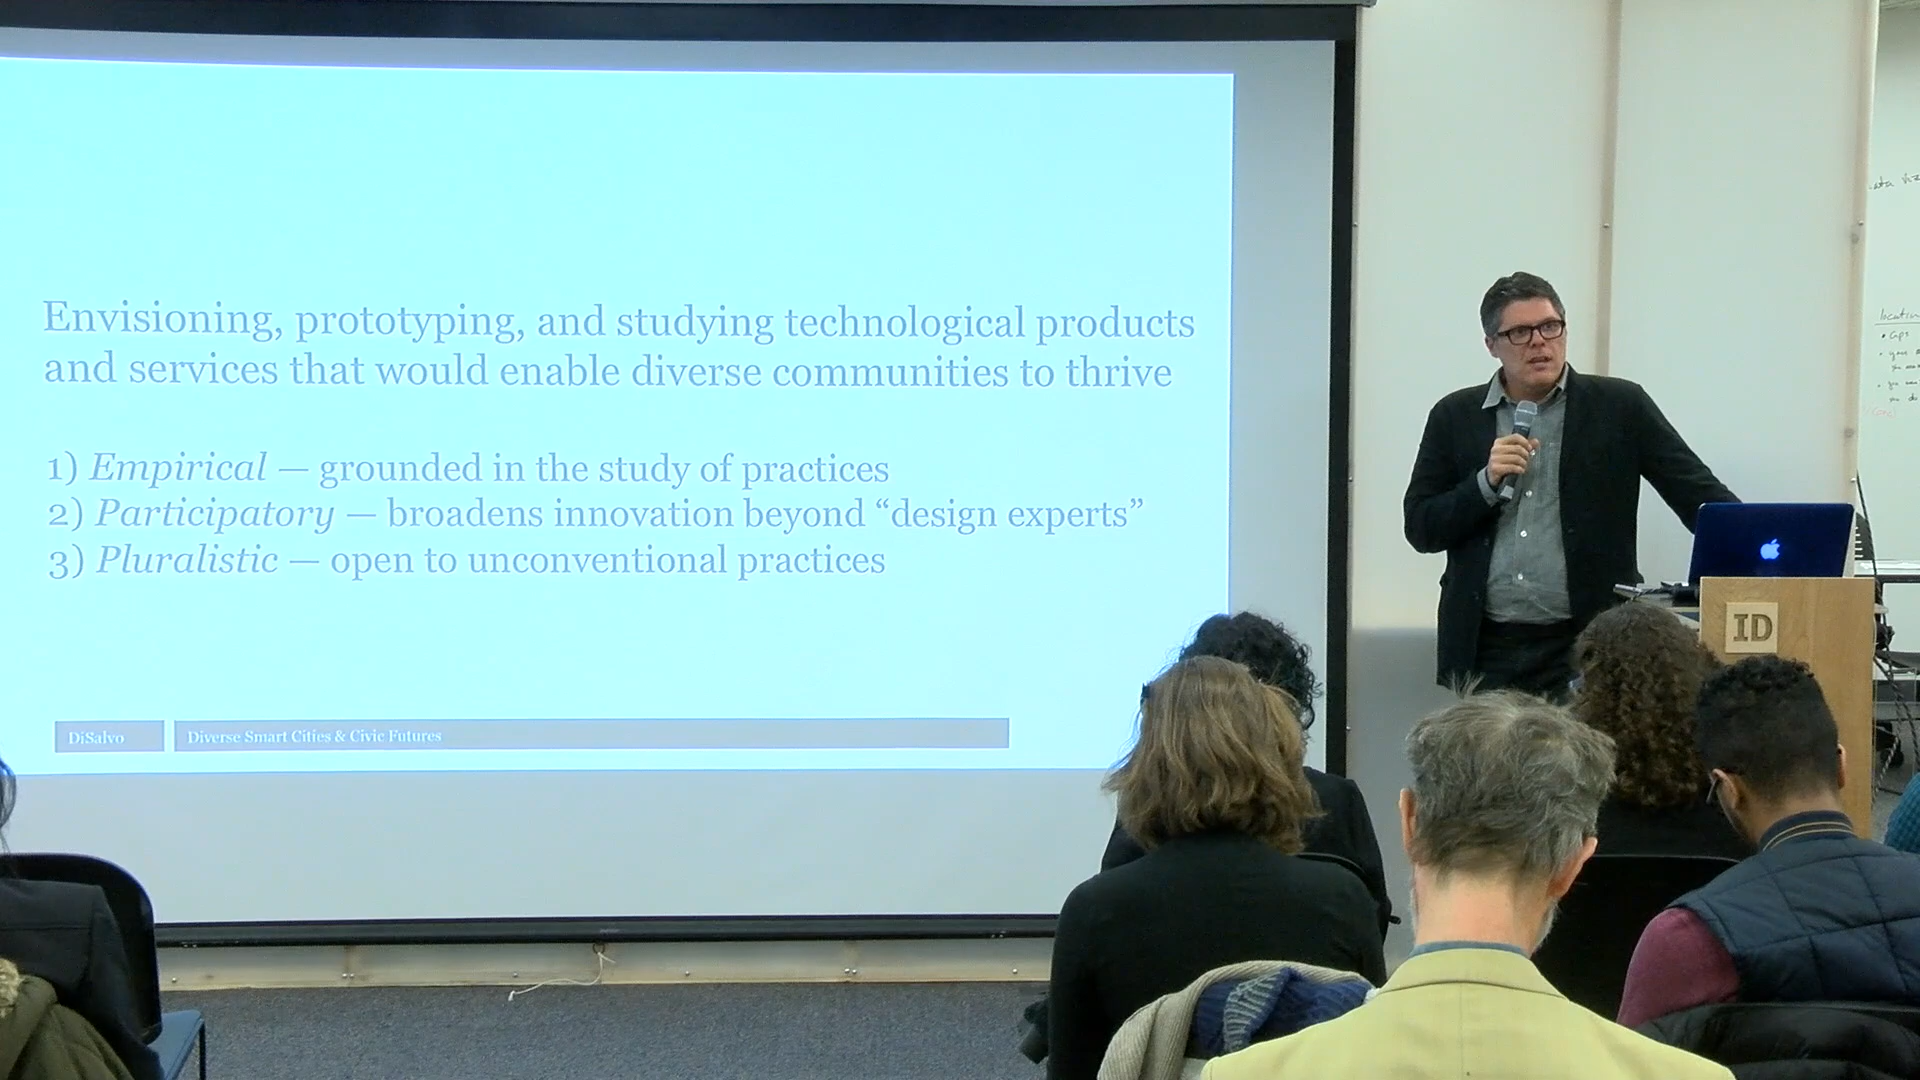 Envisioning, prototyping, and studying technological products
and services that would enable diverse communities to thrive
1) Empirical — grounded in the study of practices
2) Participatory — broadens innovation beyond “design experts”
3) Pluralistic — open to unconventional practices
DiSalvo
Diverse Smart Cities & Civic Futures
ID